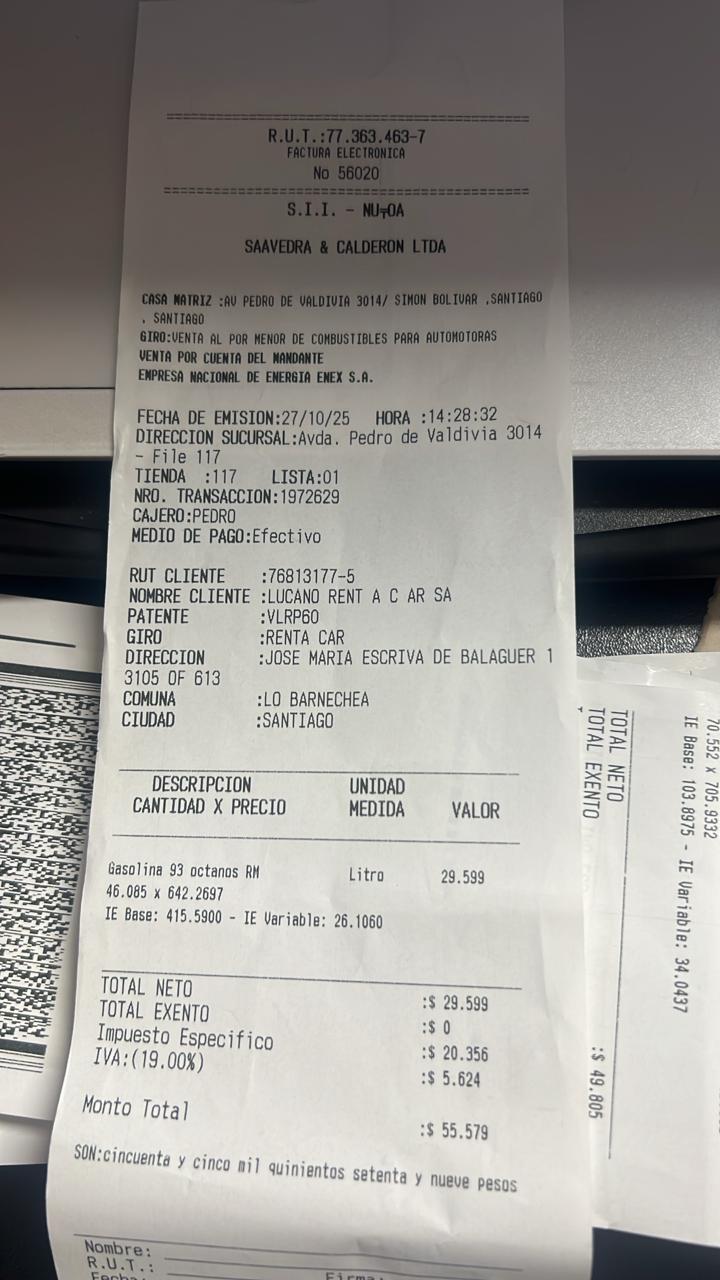 R.U.T.:77.363.463-7
FACTURA ELECTRONICA
No 56020
S.I.I. - NU┬OA
SAAVEDRA & CALDERON LTDA
CASA MATRIZ :AV PEDRO DE VALDIVIA 3014/ SIMON BOLIVAR ,SANTIAGO
, SANTIAGO
GIRO:VENTA AL POR MENOR DE COMBUSTIBLES PARA AUTOMOTORAS
VENTA POR CUENTA DEL MANDANTE
EMPRESA NACIONAL DE ENERGIA ENEX S.A.
FECHA DE EMISION:27/10/25 HORA :14:28:32
DIRECCION SUCURSAL:Avda. Pedro de Valdivia 3014
- File 117
TIENDA :117 LISTA:01
NRO. TRANSACCION:1972629
CAJERO:PEDRO
MEDIO DE PAGO:Efectivo
RUT CLIENTE :76813177-5
NOMBRE CLIENTE :LUCANO RENT A C AR SA
PATENTE :VLRP60
GIRO :RENTA CAR
DIRECCION :JOSE MARIA ESCRIVA DE BALAGUER 1
3105 OF 613
COMUNA :LO BARNECHEA
CIUDAD :SANTIAGO
DESCRIPCION UNIDAD
CANTIDAD X PRECIO MEDIDA VALOR
Gasolina 93 octanos RM Litro 29.599
46.085 x 642.2697
IE Base: 415.5900 - IE Variable: 26.1060
TOTAL NETO :$ 29.599
TOTAL EXENTO :$ 0
Impuesto Especifico :$ 20.356
IVA:(19.00%) :$ 5.624
Monto Total :$ 55.579
SON:cincuenta y cinco mil quinientos setenta y nueve pesos
Nombre:
R.U.T.:
Firma:
70.552 x 705.9332
IE Base: 103.8975 - IE Variable: 34.0437
TOTAL NETO :$ 49.805
TOTAL EXENTO